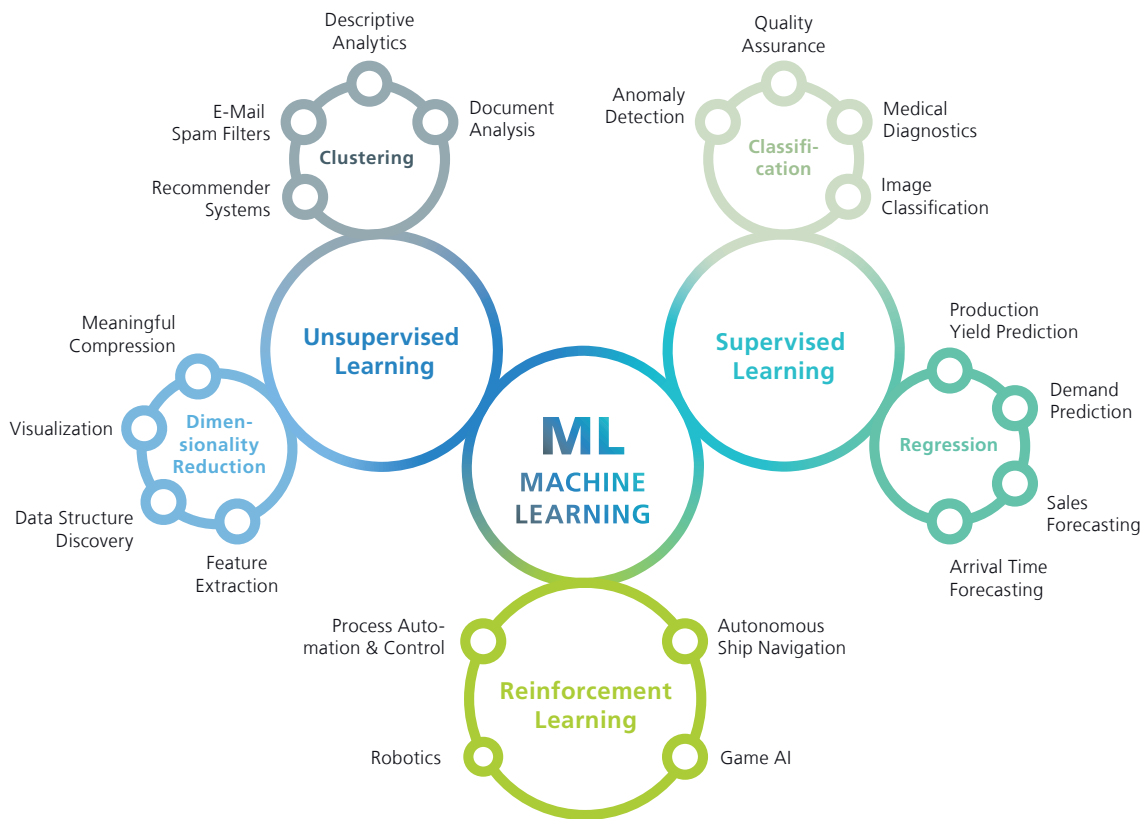 Descriptive
Analytics
E-Mail
Spam Filters
Document
Analysis
Clustering
Recommender
Systems
Quality
Assurance
Anomaly
Detection
Medical
Diagnostics
Classifi-
cation
Image
Classification
Unsupervised
Learning
Meaningful
Compression
Visualization
Dimen-
sionality
Reduction
Data Structure
Discovery
Feature
Extraction
Supervised
Learning
Production
Yield Prediction
Demand
Prediction
Regression
Sales
Forecasting
Arrival Time
Forecasting
ML
MACHINE
LEARNING
Process Auto-
mation & Control
Autonomous
Ship Navigation
Reinforcement
Learning
Robotics
Game AI